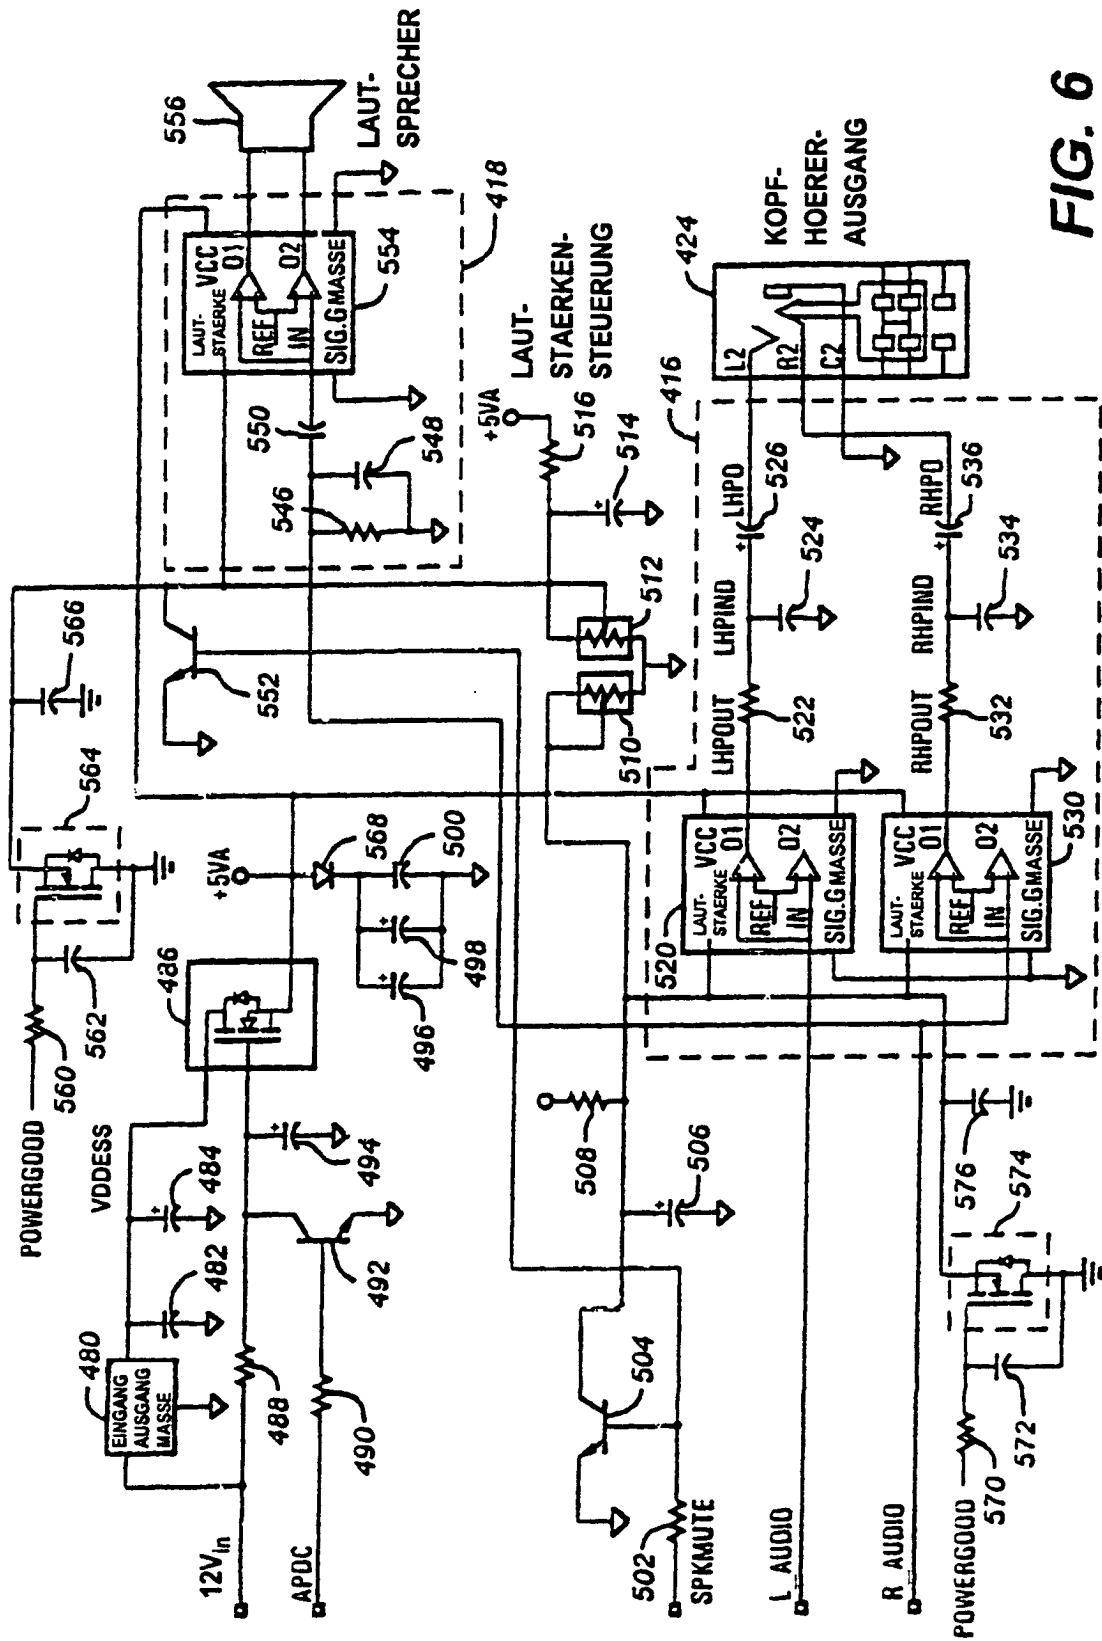 POWERGOOD
560
562
564
566
VDDESS
480
EINGANG
AUSGANG
MASSE
482
484
486
488
12Vin
APDC
490
492
494
+5VA
568
496
498
500
552
546
548
550
LAUT-
STAERKE
VCC
O1
REF
O2
IN
SIG.G MASSE
554
556
LAUT-
SPRECHER
418
+5VA
LAUT-
STAERKEN-
STEUERUNG
516
514
512
510
508
506
504
502
SPKMUTE
L_AUDIO
R_AUDIO
416
520
LAUT-
STAERKE
VCC
O1
REF
O2
IN
SIG.G MASSE
LHPOUT
522
LHPIND
524
LHPO
526
LAUT-
STAERKE
VCC
O1
REF
O2
IN
SIG.G MASSE
530
RHPOUT
532
RHPIND
534
RHPO
536
L2
R2
C2
424
KOPF-
HOERER-
AUSGANG
POWERGOOD
570
572
574
576
FIG. 6